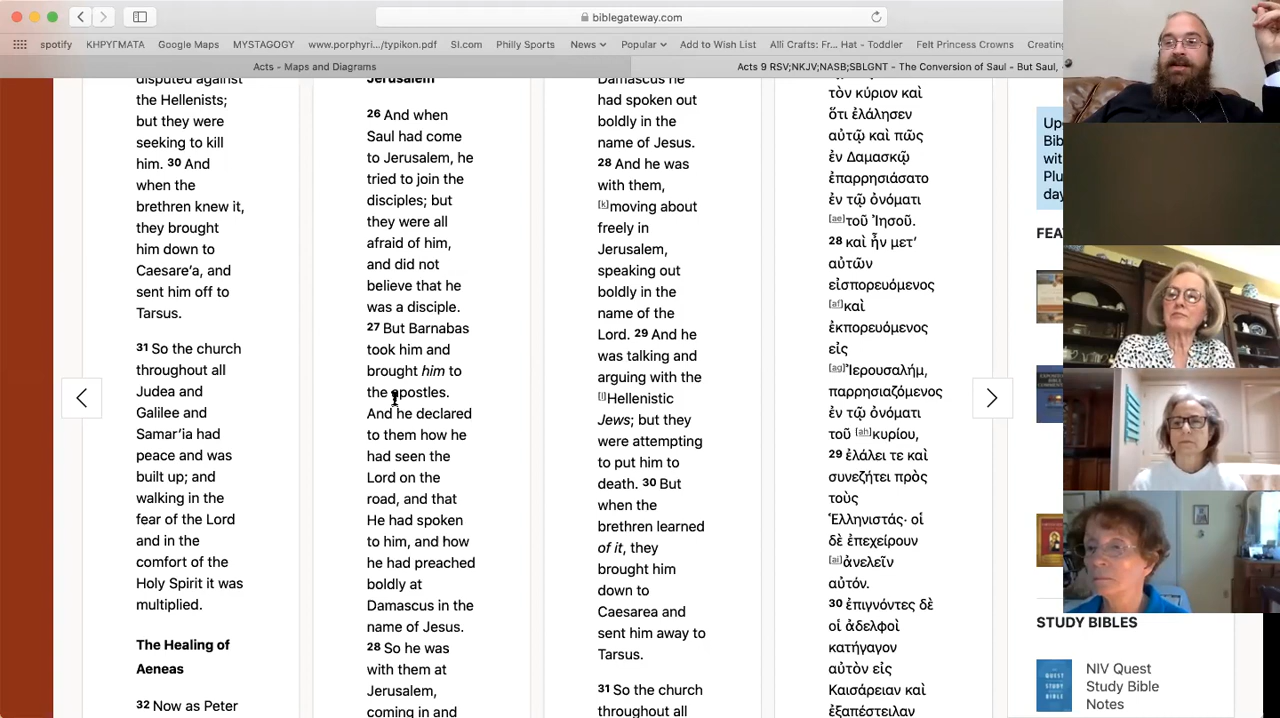 biblegateway.com
spotify
ΚΗΡΥΓΜΑΤΑ
Google Maps
MYSTAGOGY
www.porphyri.../typikon.pdf
SI.com
Philly Sports
News
Popular
Add to Wish List
Alli Crafts: Fr... Hat - Toddler
Felt Princess Crowns
Creating
Acts - Maps and Diagrams
Acts 9 RSV;NKJV;NASB;SBLGNT - The Conversion of Saul - But Saul,
disputed against
the Hellenists;
but they were
seeking to kill
him. 30 And
when the
brethren knew it,
they brought
him down to
Caesare′a, and
sent him off to
Tarsus.
31 So the church
throughout all
Judea and
Galilee and
Samar′ia had
peace and was
built up; and
walking in the
fear of the Lord
and in the
comfort of the
Holy Spirit it was
multiplied.
The Healing of
Aeneas
32 Now as Peter
Jerusalem
26 And when
Saul had come
to Jerusalem, he
tried to join the
disciples; but
they were all
afraid of him,
and did not
believe that he
was a disciple.
27 But Barnabas
took him and
brought him to
the apostles.
And he declared
to them how he
had seen the
Lord on the
road, and that
He had spoken
to him, and how
he had preached
boldly at
Damascus in the
name of Jesus.
28 So he was
with them at
Jerusalem,
coming in and
Damascus he
had spoken out
boldly in the
name of Jesus.
28 And he was
with them,
[k]moving about
freely in
Jerusalem,
speaking out
boldly in the
name of the
Lord. 29 And he
was talking and
arguing with the
[l]Hellenistic
Jews; but they
were attempting
to put him to
death. 30 But
when the
brethren learned
of it, they
brought him
down to
Caesarea and
sent him away to
Tarsus.
31 So the church
throughout all
τὸν κύριον καὶ
ὅτι ἐλάλησεν
αὐτῷ καὶ πῶς
ἐν Δαμασκῷ
ἐπαρρησιάσατο
ἐν τῷ ὀνόματι
[ae]τοῦ Ἰησοῦ.
28 καὶ ἦν μετ’
αὐτῶν
εἰσπορευόμενος
[af]καὶ
ἐκπορευόμενος
εἰς
[ag]Ἰερουσαλήμ,
παρρησιαζόμενος
ἐν τῷ ὀνόματι
τοῦ [ah]κυρίου,
29 ἐλάλει τε καὶ
συνεζήτει πρὸς
τοὺς
Ἑλληνιστάς· οἱ
δὲ ἐπεχείρουν
[ai]ἀνελεῖν
αὐτόν.
30 ἐπιγνόντες δὲ
οἱ ἀδελφοὶ
κατήγαγον
αὐτὸν εἰς
Καισάρειαν καὶ
ἐξαπέστειλαν
STUDY BIBLES
NIV Quest
Study Bible
Notes